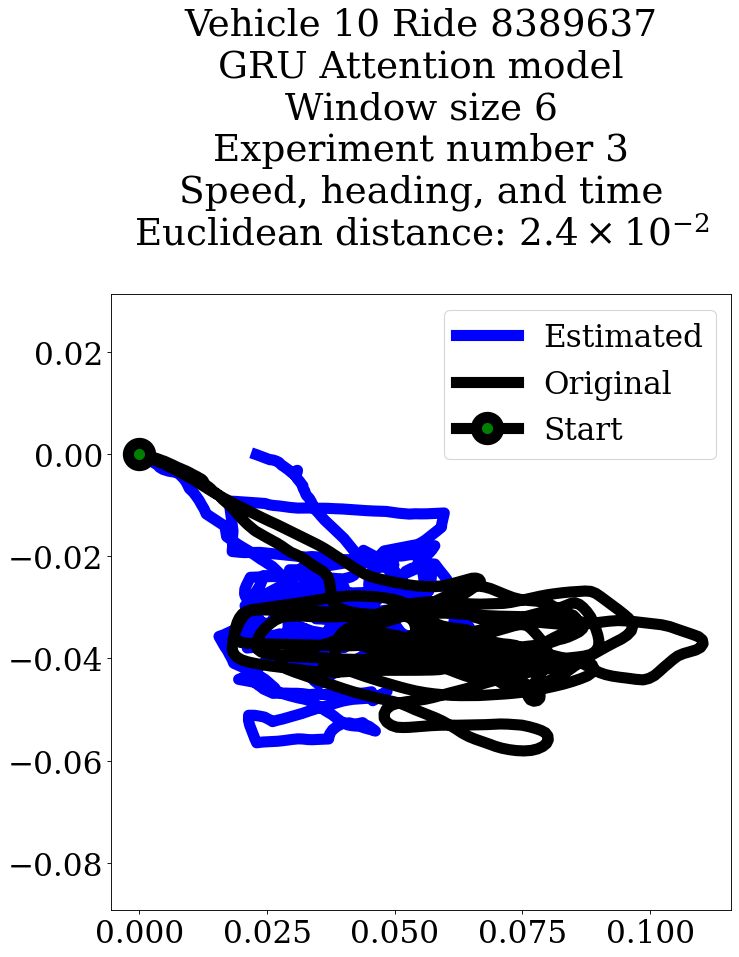 Vehicle 10 Ride 8389637
GRU Attention model
Window size 6
Experiment number 3
Speed, heading, and time
Euclidean distance: 2.4 × 10⁻²
Estimated
Original
Start
0.02
0.00
−0.02
−0.04
−0.06
−0.08
0.000 0.025 0.050 0.075 0.100